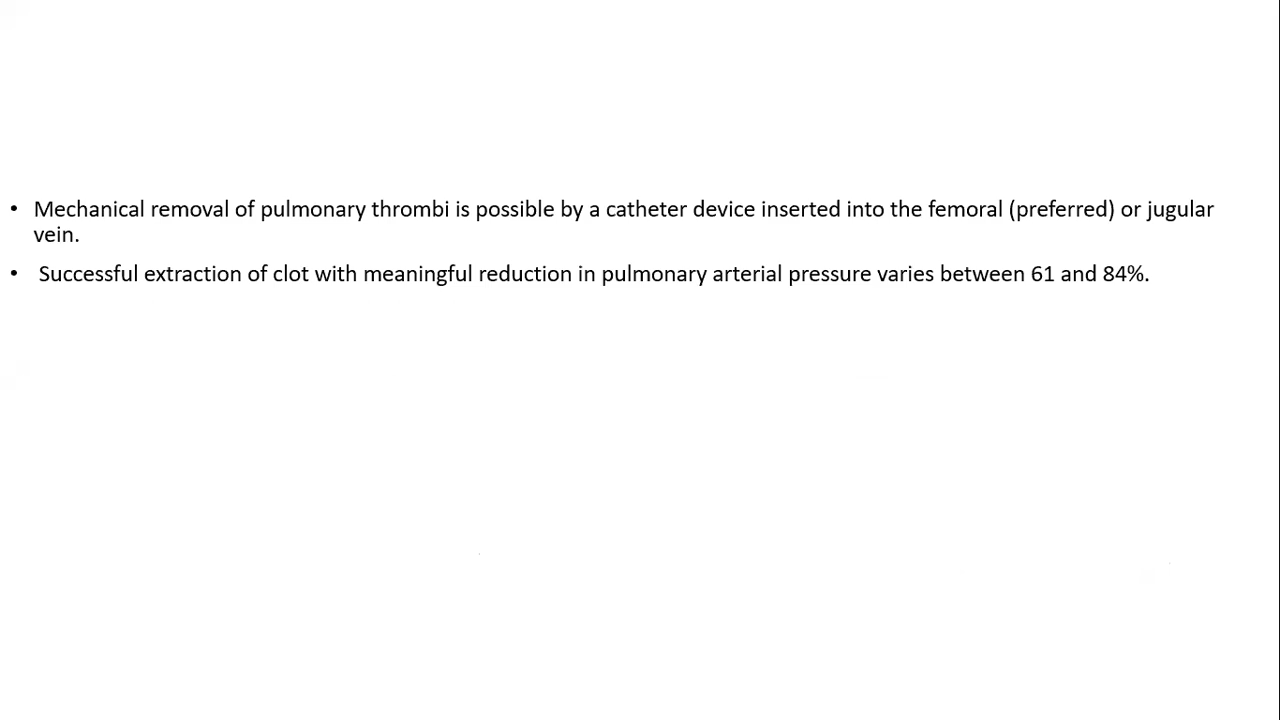 • Mechanical removal of pulmonary thrombi is possible by a catheter device inserted into the femoral (preferred) or jugular
vein.
• Successful extraction of clot with meaningful reduction in pulmonary arterial pressure varies between 61 and 84%.